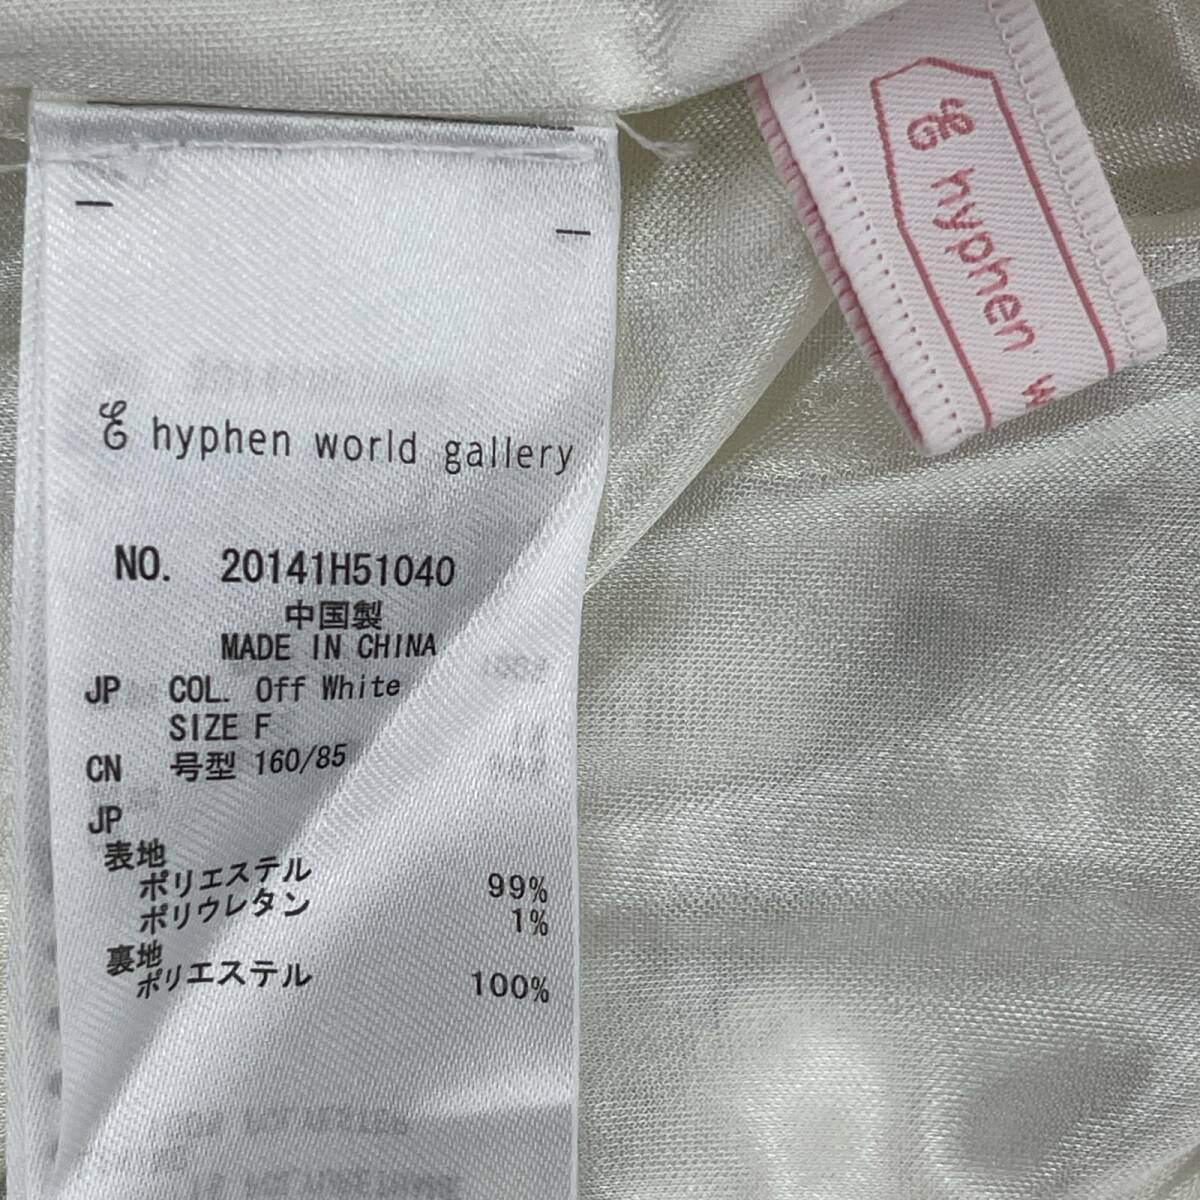 hyphen world gallery
NO. 20141H51040
中国製
MADE IN CHINA
JP COL. Off White
SIZE F
CN 号型 160/85
JP
表地
ポリエステル 99%
ポリウレタン 1%
裏地
ポリエステル 100%
hyphen w